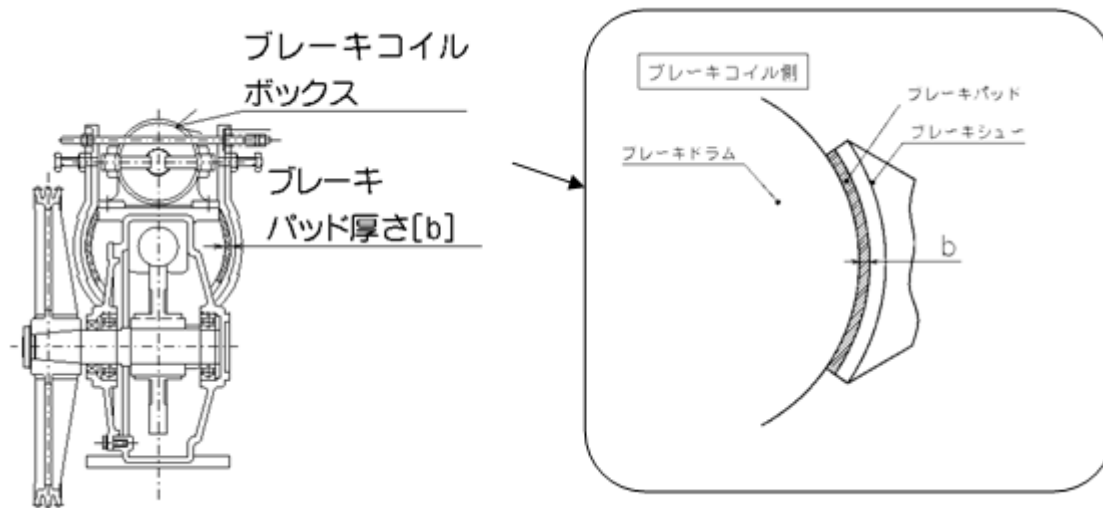 ブレーキコイル
ボックス
ブレーキ
パッド厚さ[b]
ブレーキコイル側
ブレーキパッド
ブレーキシュー
ブレーキドラム
b